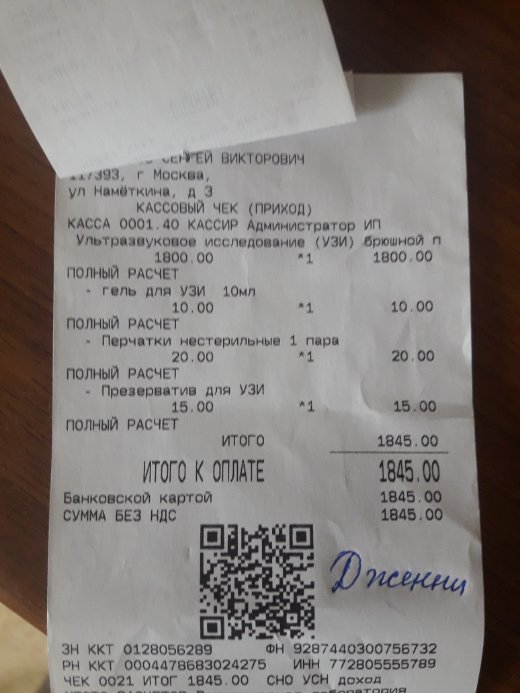 СЕРГЕЙ ВИКТОРОВИЧ
117393, г Москва,
ул Намёткина, д 3
КАССОВЫЙ ЧЕК (ПРИХОД)
КАССА 0001.40 КАССИР Администратор ИП
Ультразвуковое исследование (УЗИ) брюшной п
1800.00 *1 1800.00
ПОЛНЫЙ РАСЧЕТ
- гель для УЗИ 10мл
10.00 *1 10.00
ПОЛНЫЙ РАСЧЕТ
- Перчатки нестерильные 1 пара
20.00 *1 20.00
ПОЛНЫЙ РАСЧЕТ
- Презерватив для УЗИ
15.00 *1 15.00
ПОЛНЫЙ РАСЧЕТ
ИТОГО 1845.00
ИТОГО К ОПЛАТЕ 1845.00
Банковской картой 1845.00
СУММА БЕЗ НДС 1845.00
Дженни
ЗН ККТ 0128056289 ФН 9287440300756732
РН ККТ 0004478683024275 ИНН 772805555789
ЧЕК 0021 ИТОГ 1845.00 СНО УСН доход